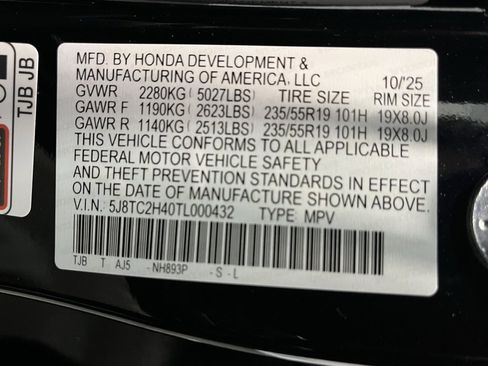 MFD. BY HONDA DEVELOPMENT &
MANUFACTURING OF AMERICA, LLC 10/'25
GVWR 2280KG (5027LBS) TIRE SIZE RIM SIZE
GAWR F 1190KG (2623LBS) 235/55R19 101H 19X8.0J
GAWR R 1140KG (2513LBS) 235/55R19 101H 19X8.0J
THIS VEHICLE CONFORMS TO ALL APPLICABLE
FEDERAL MOTOR VEHICLE SAFETY
AND THEFT PREVENTION STANDARDS IN EFFECT
ON THE DATE OF MANUFACTURE SHOWN ABOVE.
V.I.N. 5J8TC2H40TL000432 TYPE: MPV
TJB T AJ5 -NH893P -S-L
TJB JB